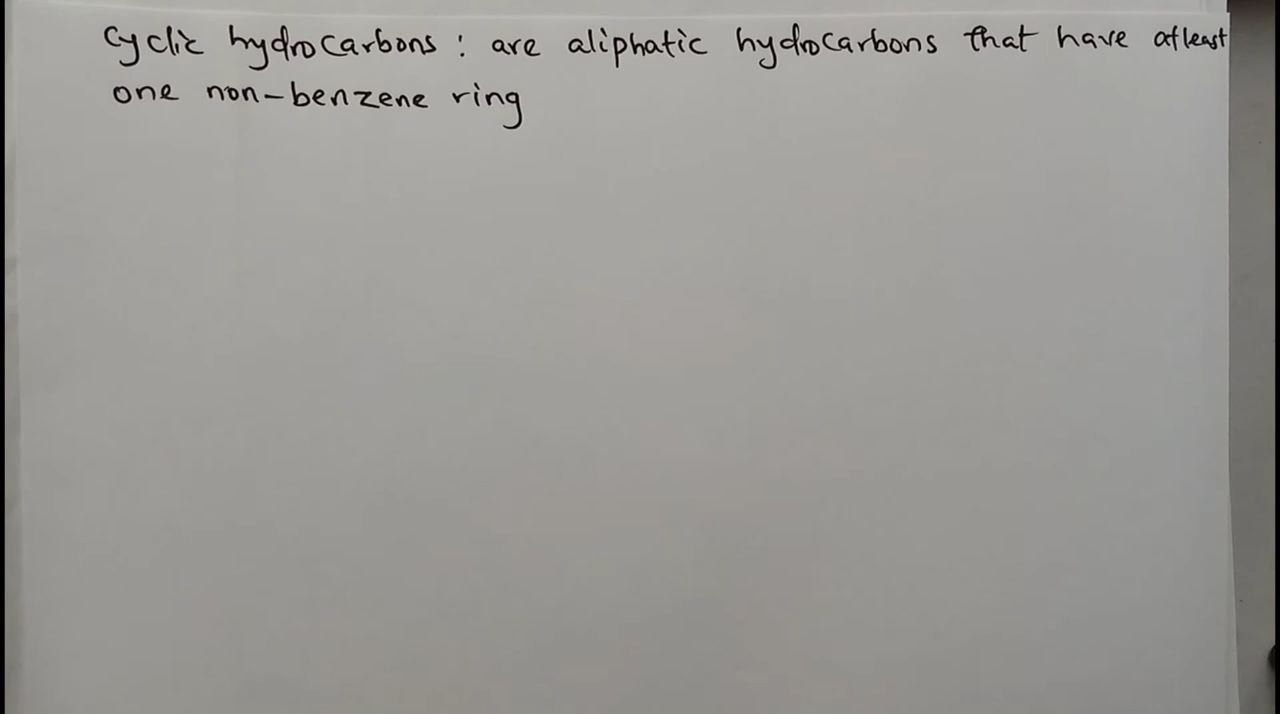 Cyclic hydrocarbons : are aliphatic hydrocarbons that have atleast
one non-benzene ring